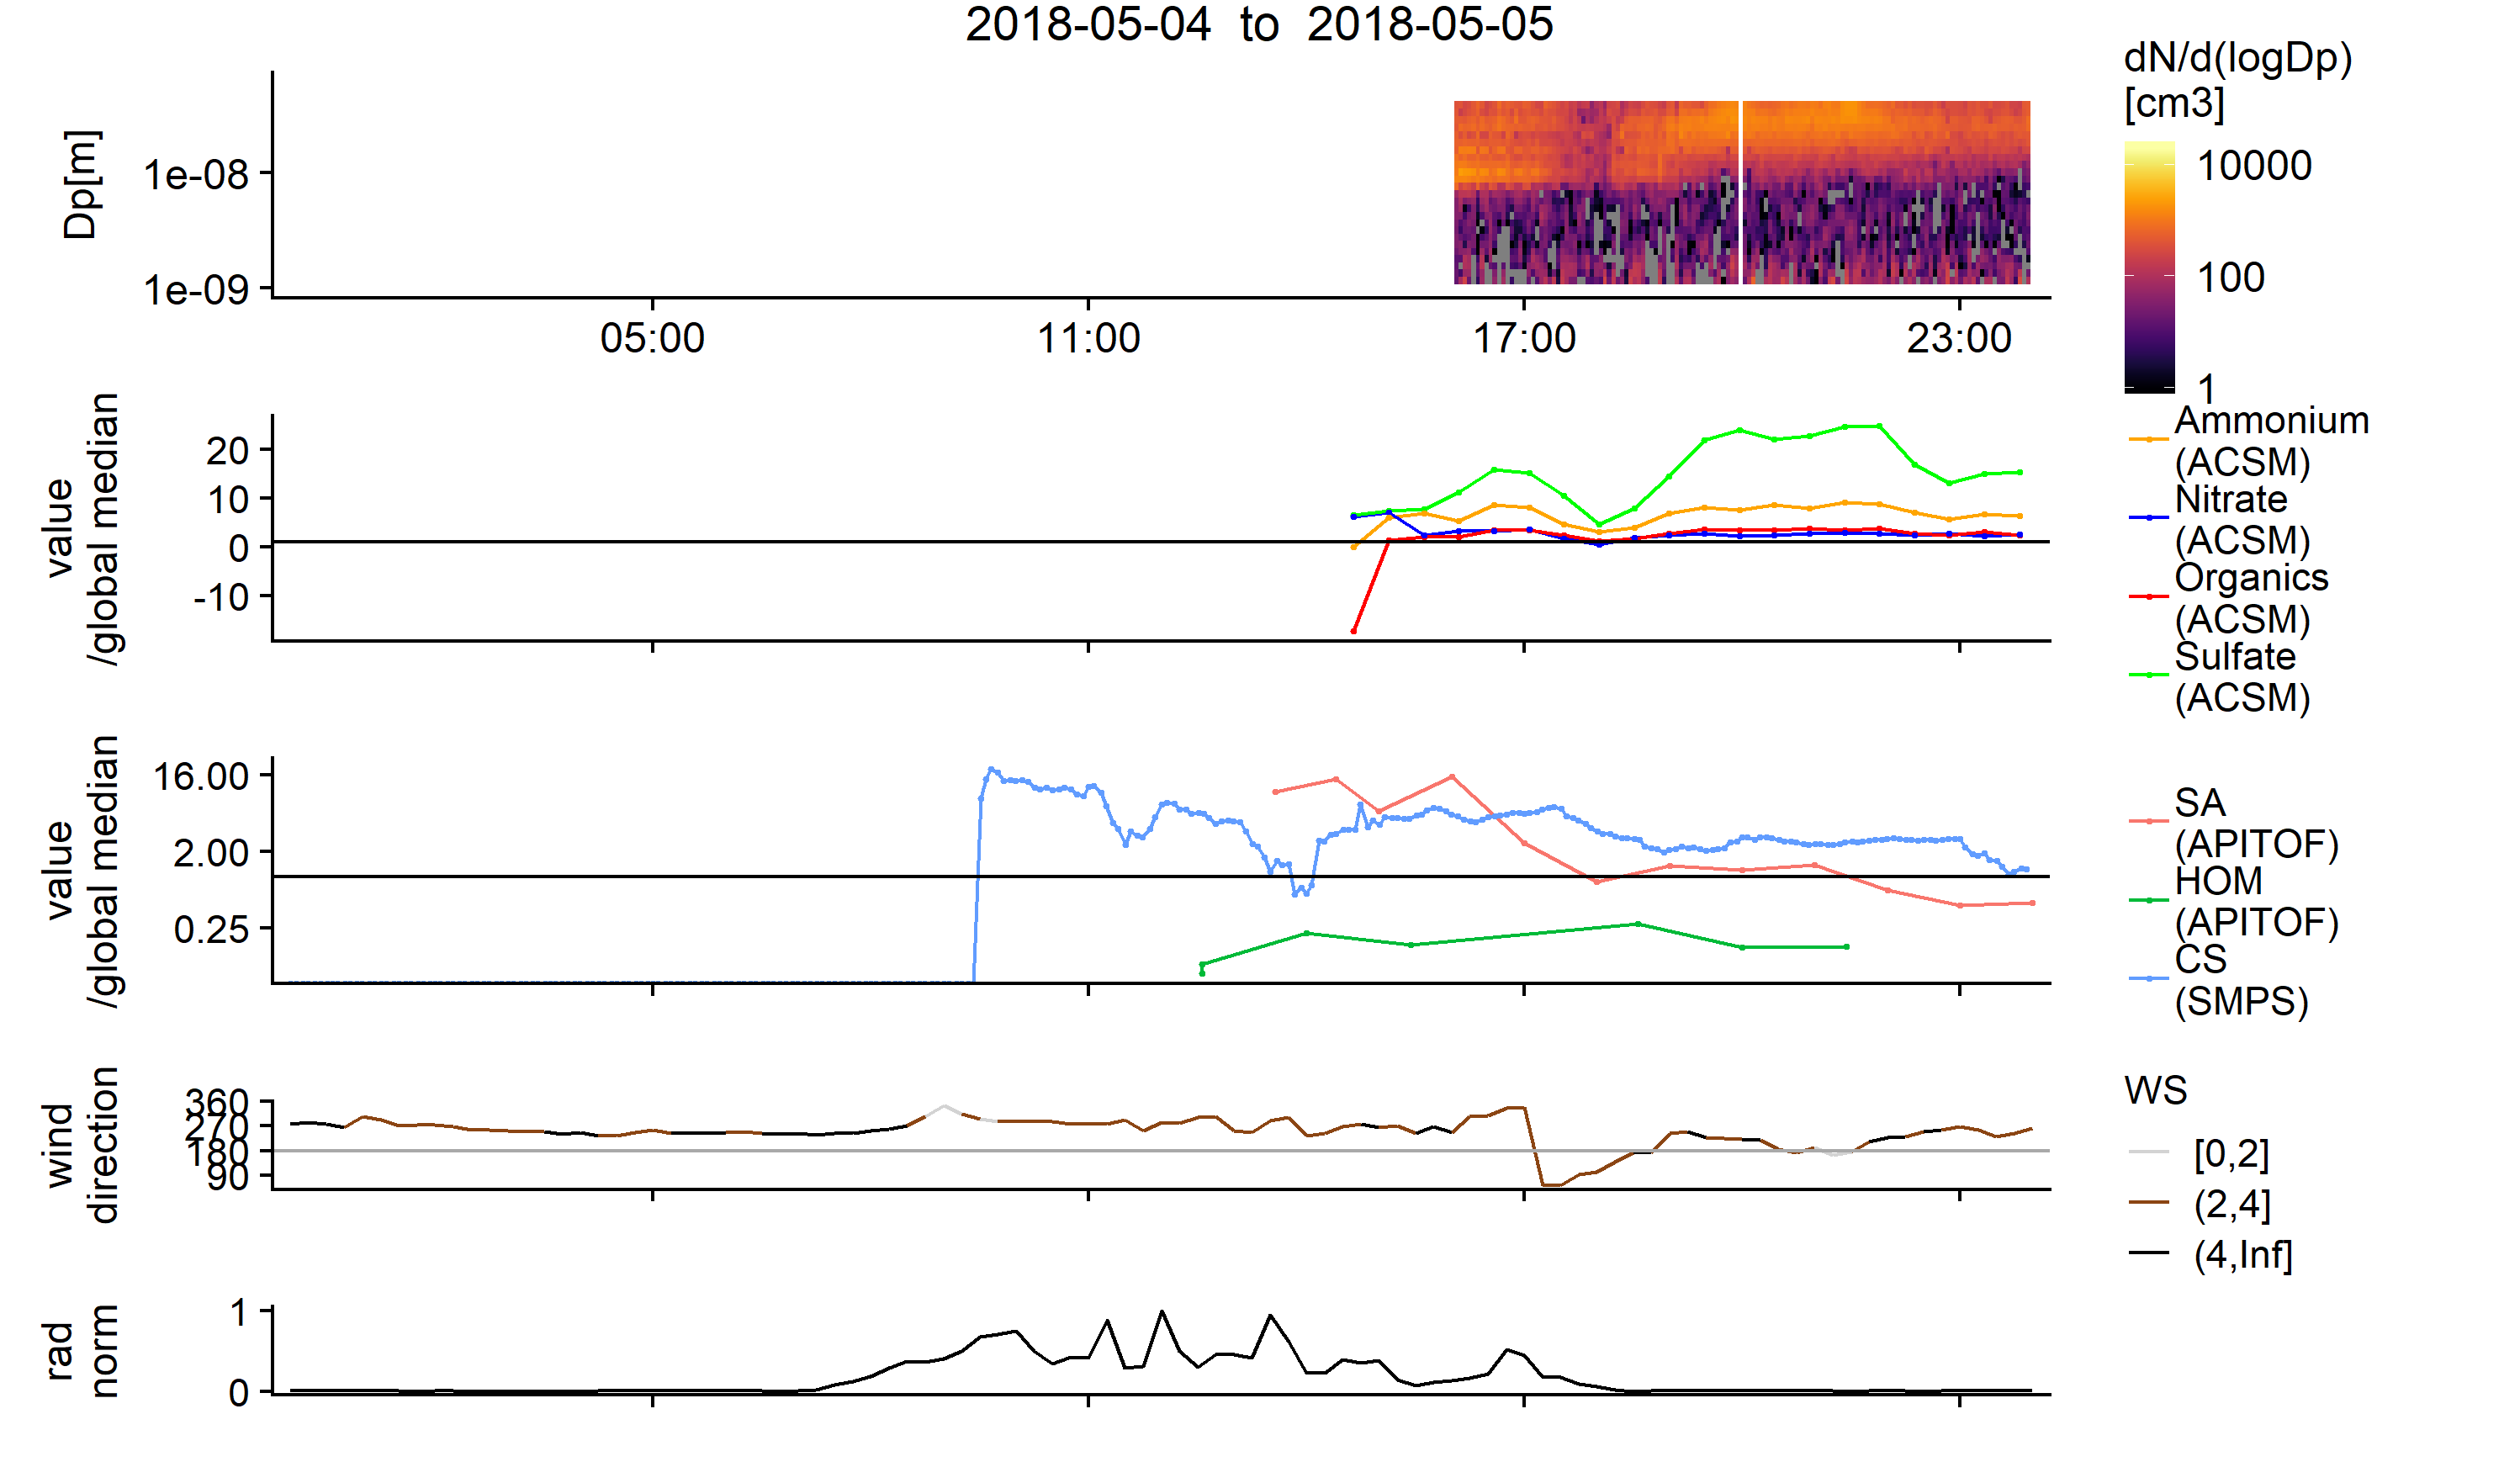 2018-05-04 to 2018-05-05
Dp[m]
1e-08
1e-09
05:00
11:00
17:00
23:00
dN/d(logDp)
[cm3]
10000
100
1
value
/global median
20
10
0
-10
Ammonium
(ACSM)
Nitrate
(ACSM)
Organics
(ACSM)
Sulfate
(ACSM)
value
/global median
16.00
2.00
0.25
SA
(APITOF)
HOM
(APITOF)
CS
(SMPS)
wind
direction
360
270
180
90
WS
[0,2]
(2,4]
(4,Inf]
rad
norm
1
0